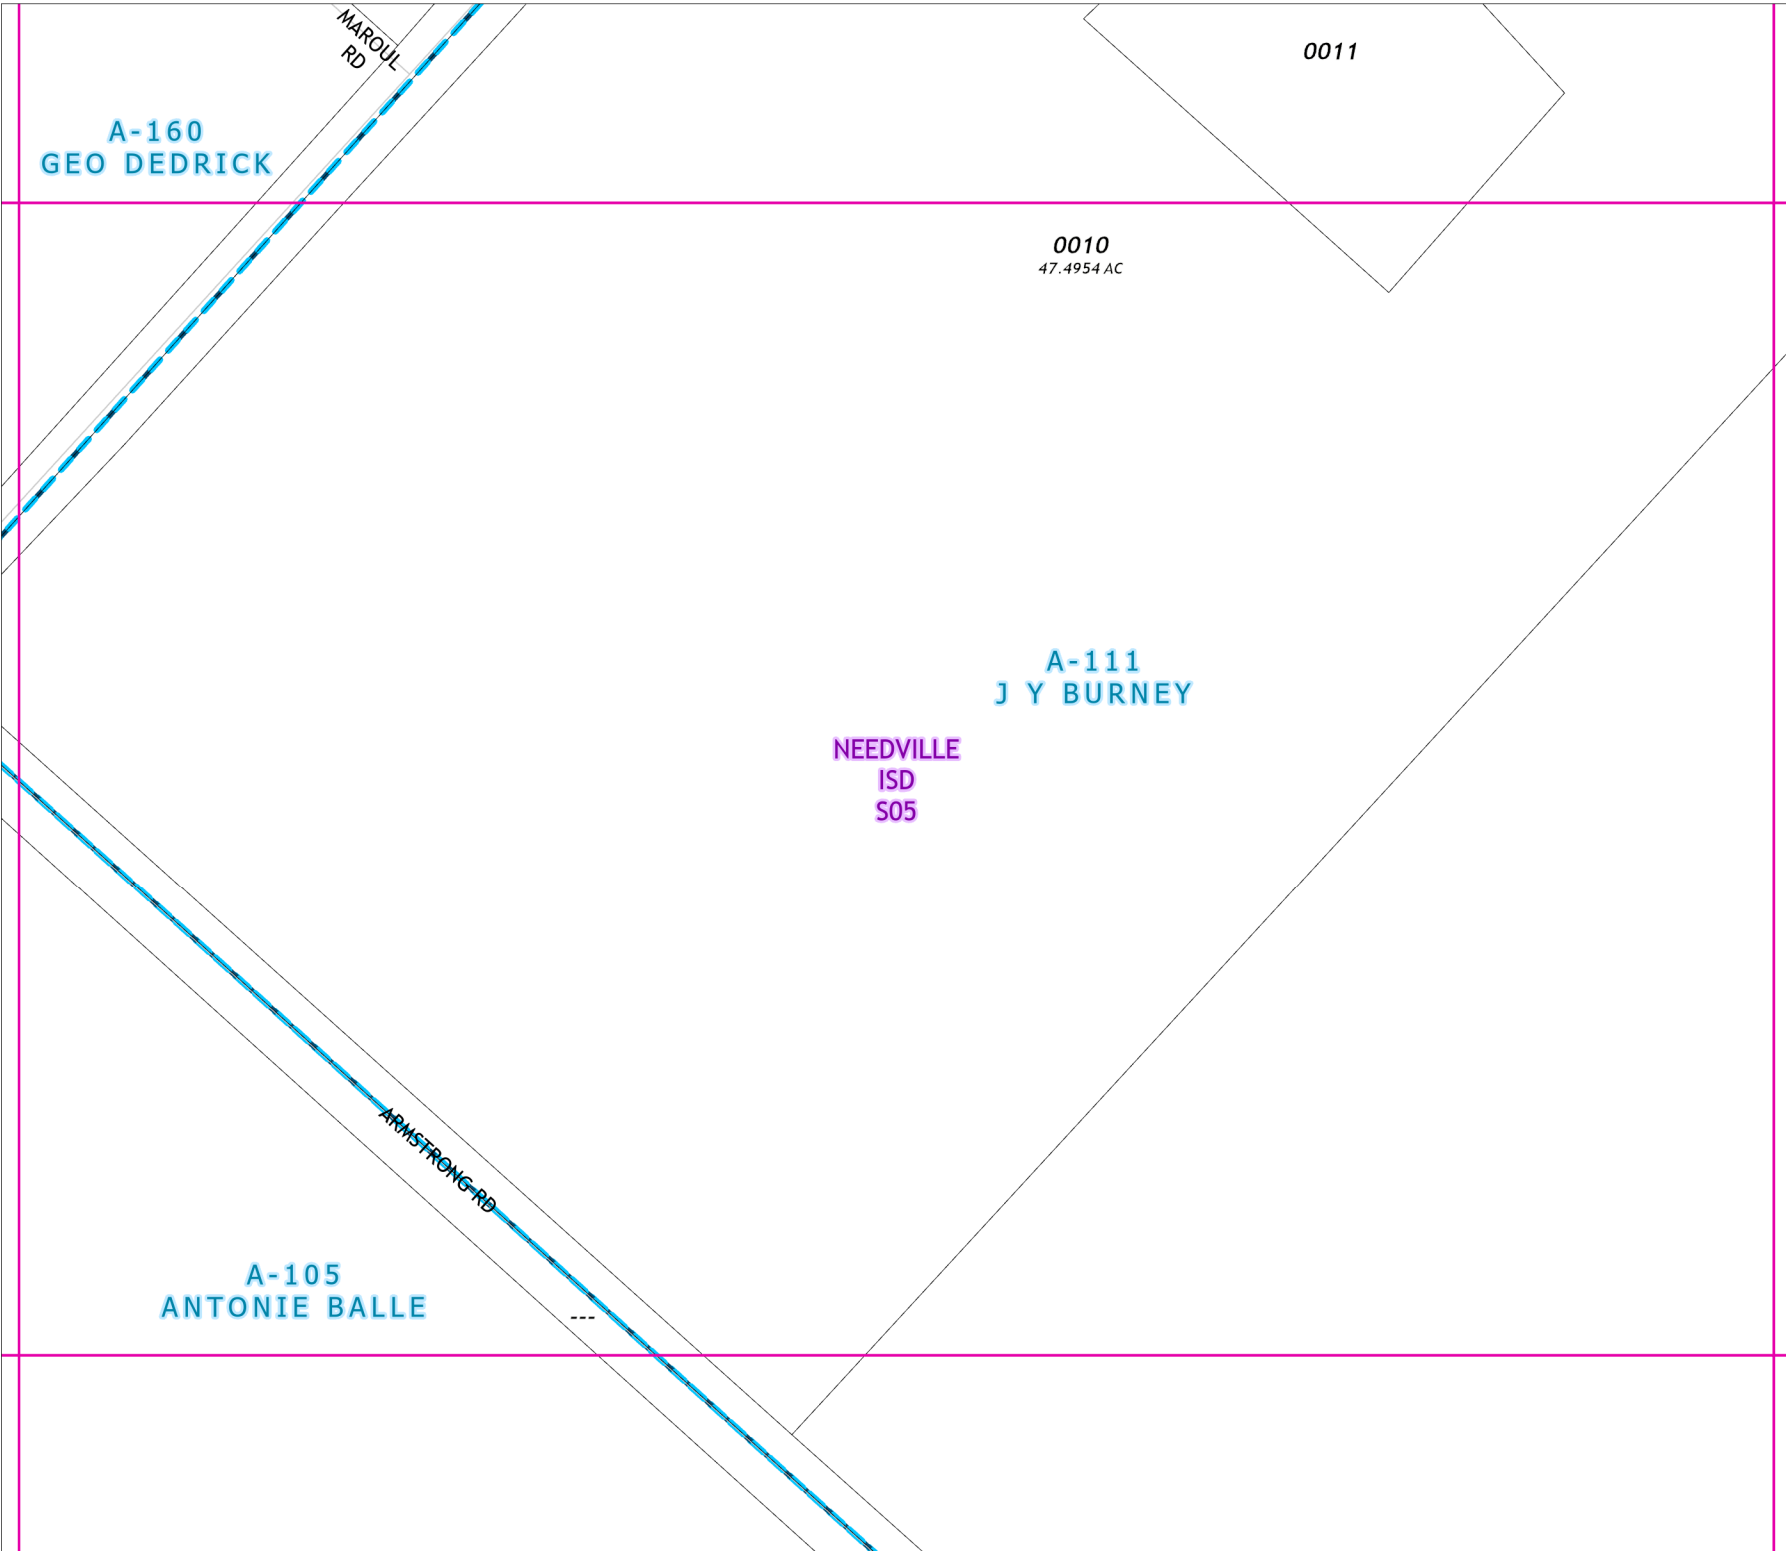 MAROUL
RD
0011
A-160
GEO DEDRICK
0010
47.4954 AC
A-111
J Y BURNEY
NEEDVILLE
ISD
S05
ARMSTRONG RD
A-105
ANTONIE BALLE
---